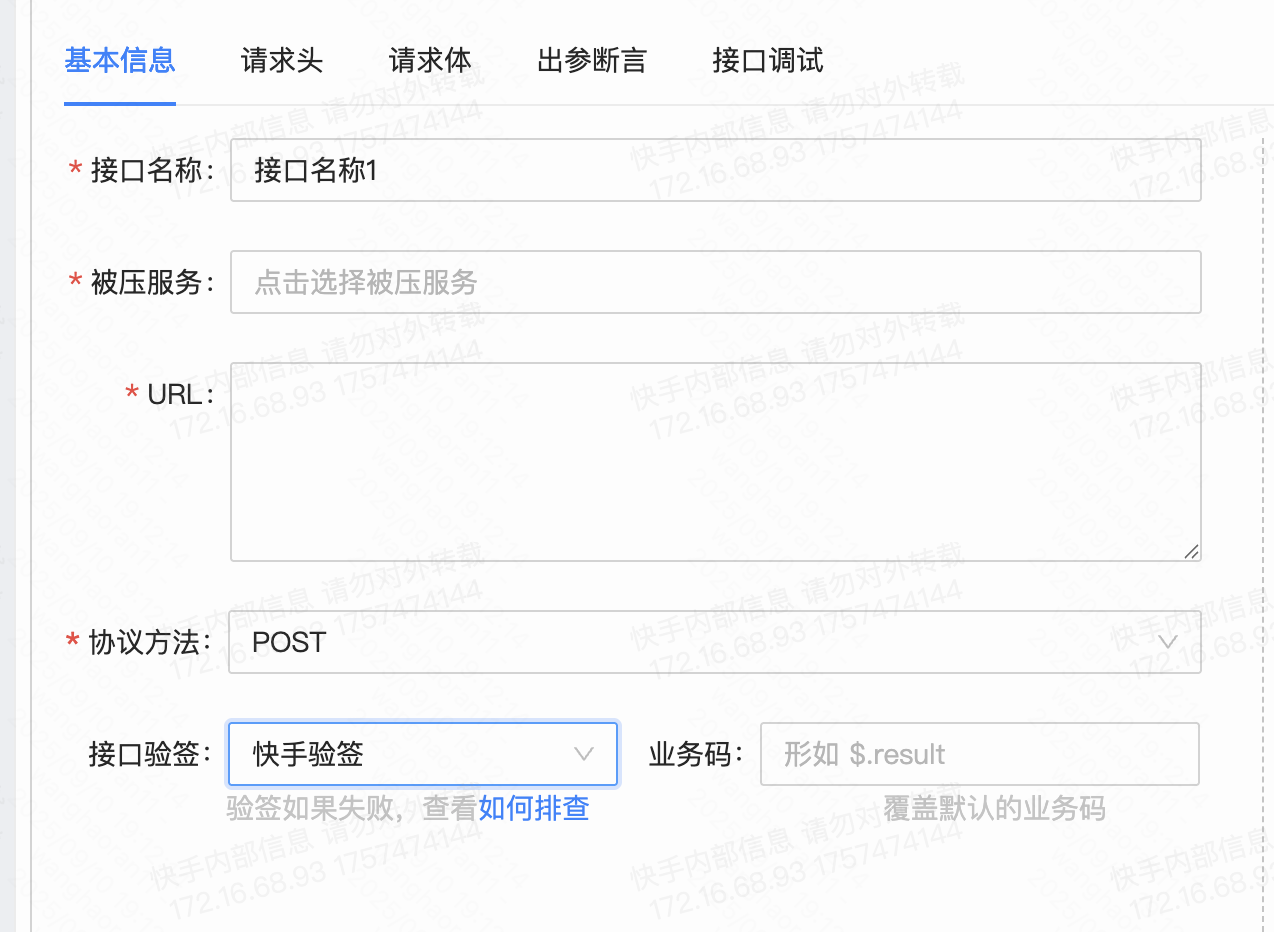 基本信息 请求头 请求体 出参断言 接口调试
* 接口名称: 接口名称1
* 被压服务: 点击选择被压服务
* URL:
* 协议方法: POST
接口验签: 快手验签 业务码: 形如 $.result
验签如果失败，查看如何排查 覆盖默认的业务码
快手内部信息 请勿对外转载
172.16.68.93 1757474144